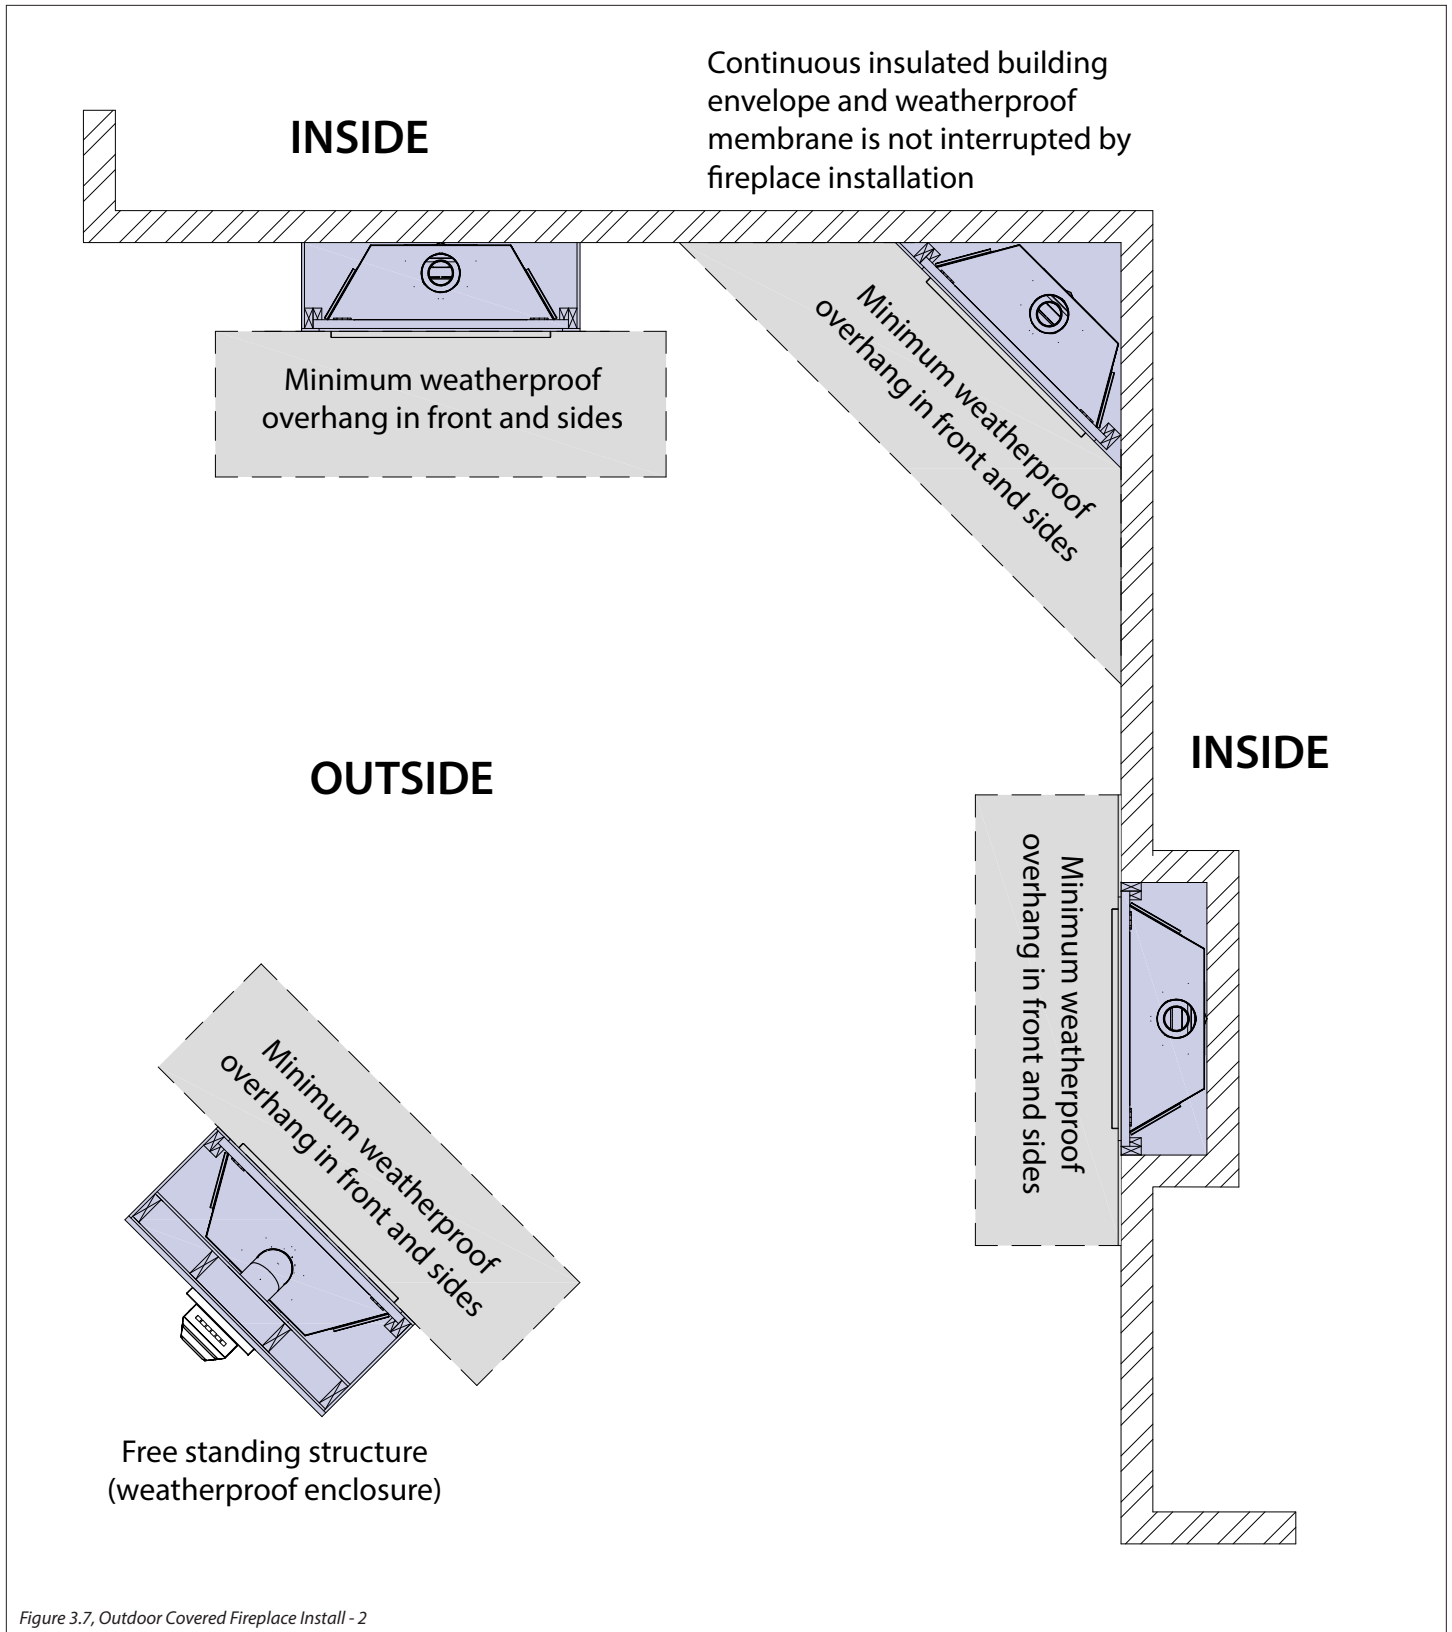 Continuous insulated building
envelope and weatherproof
membrane is not interrupted by
fireplace installation
INSIDE
Minimum weatherproof
overhang in front and sides
Minimum weatherproof
overhang in front and sides
INSIDE
OUTSIDE
Minimum weatherproof
overhang in front and sides
Minimum weatherproof
overhang in front and sides
Free standing structure
(weatherproof enclosure)
Figure 3.7, Outdoor Covered Fireplace Install - 2